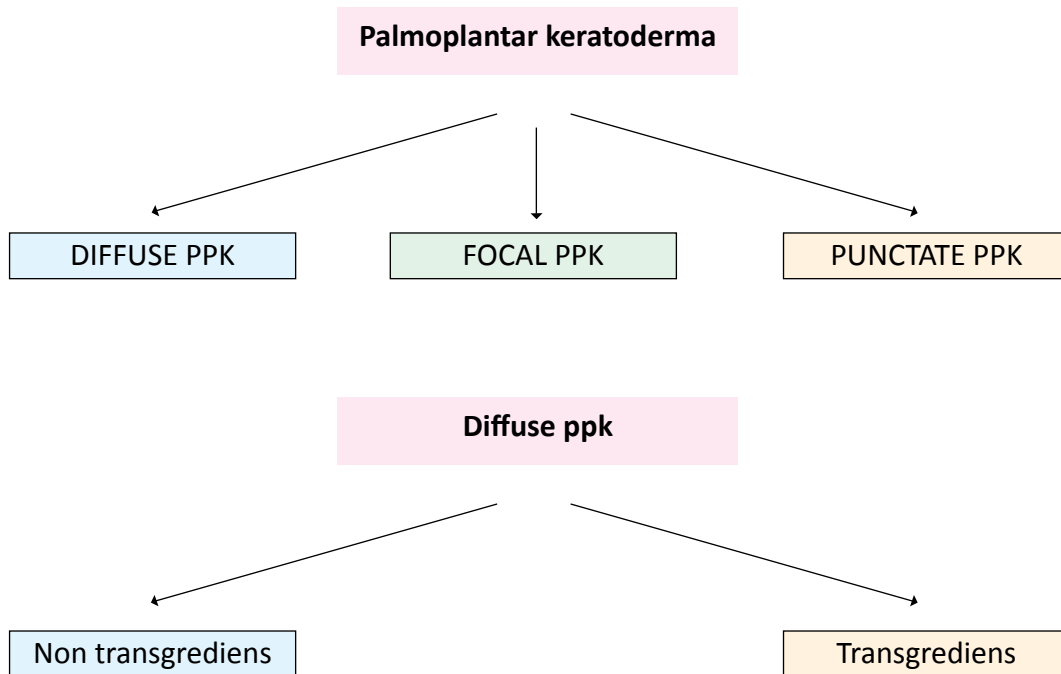 Palmoplantar keratoderma
DIFFUSE PPK
FOCAL PPK
PUNCTATE PPK
Diffuse ppk
Non transgrediens
Transgrediens